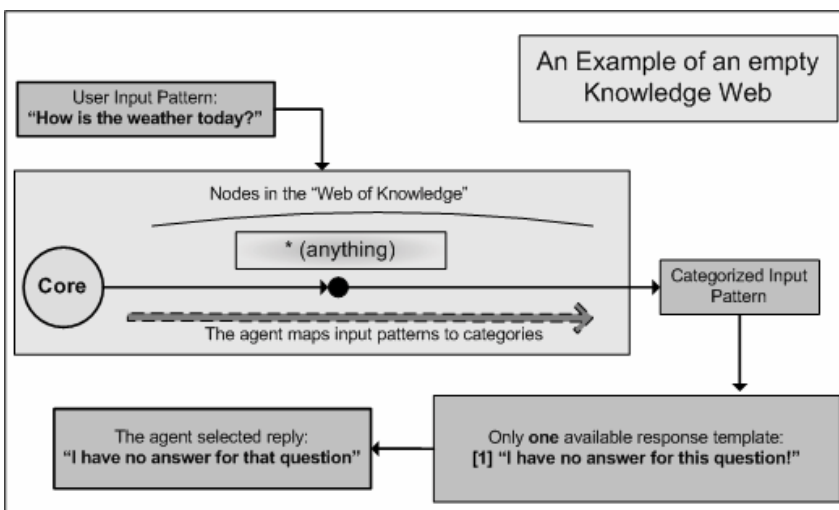 An Example of an empty
Knowledge Web
User Input Pattern:
“How is the weather today?”
Nodes in the “Web of Knowledge”
* (anything)
Core
The agent maps input patterns to categories
Categorized Input
Pattern
The agent selected reply:
“I have no answer for that question”
Only one available response template:
[1] “I have no answer for this question!”